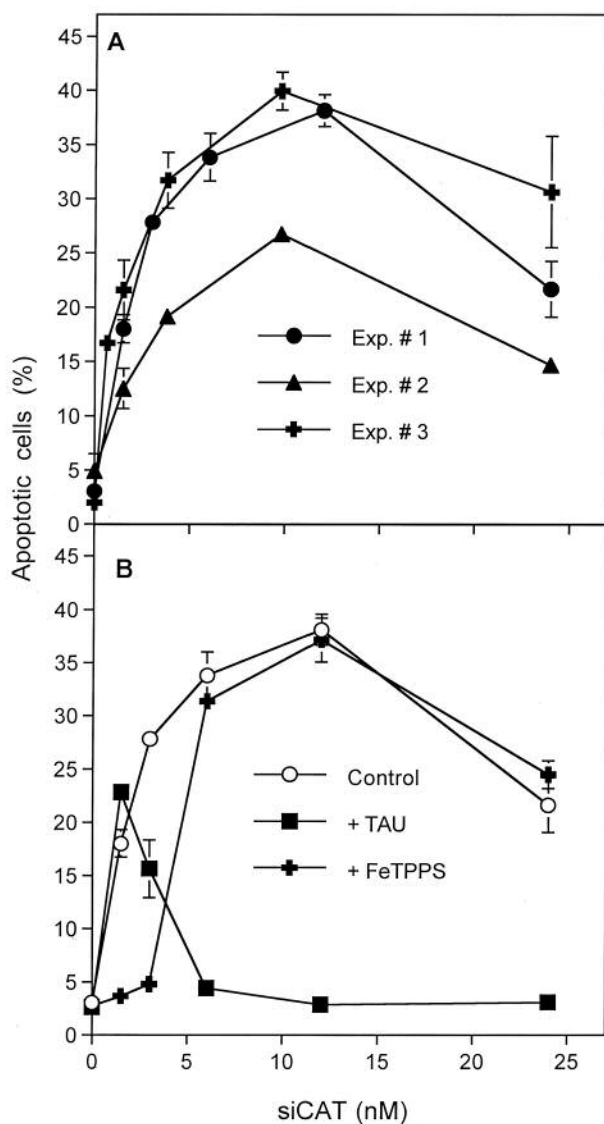 45
A
40
35
30
25
20
15
10
5
0
Exp. # 1
Exp. # 2
Exp. # 3
Apoptotic cells (%)
45
B
40
35
30
25
20
15
10
5
0
Control
+ TAU
+ FeTPPS
0 5 10 15 20 25
siCAT (nM)